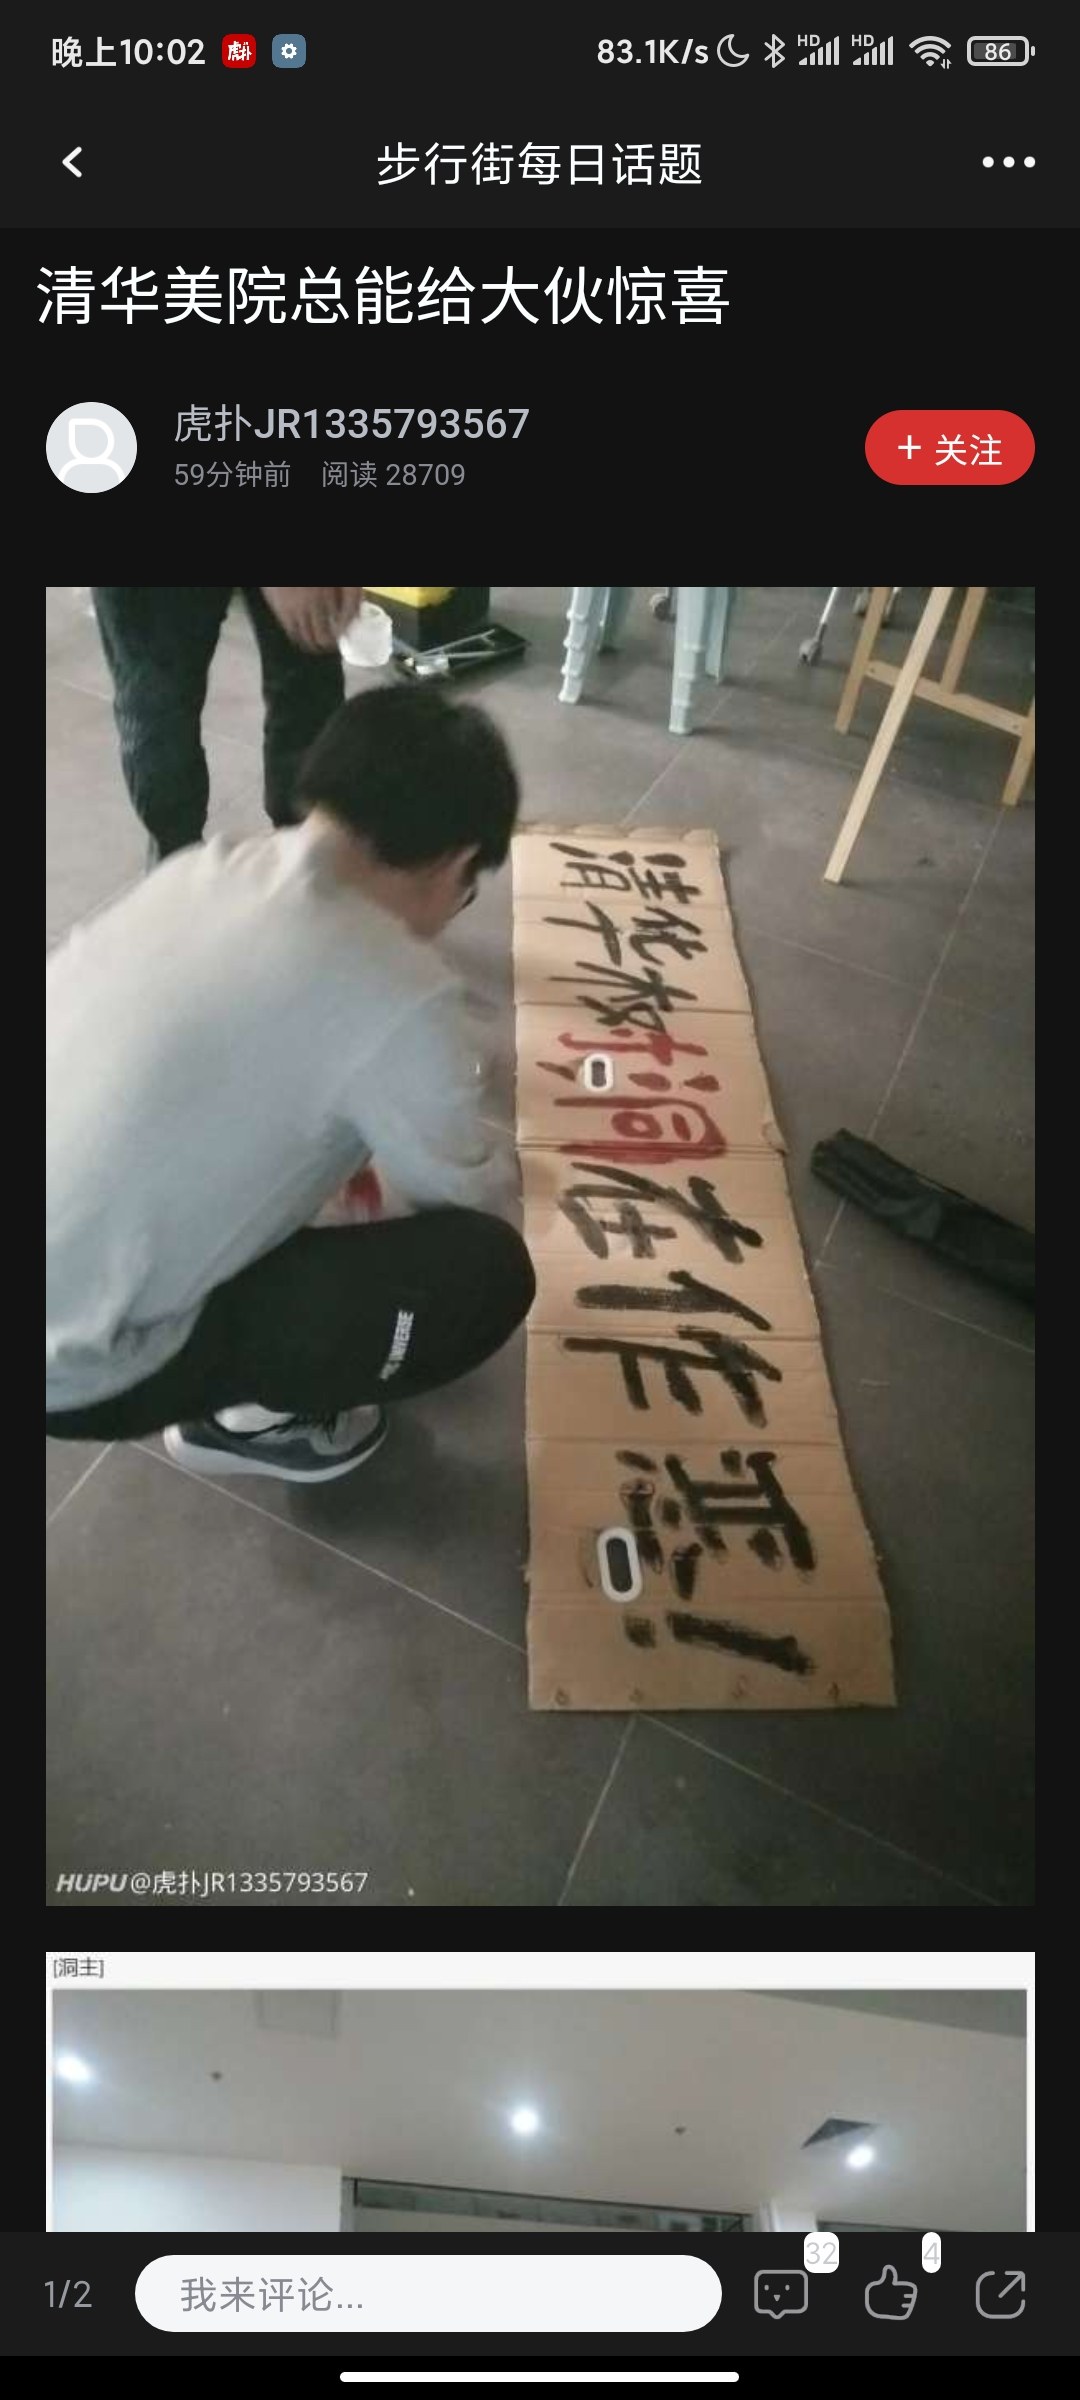 晚上10:02
83.1K/s
HD
HD
86
步行街每日话题
清华美院总能给大伙惊喜
虎扑JR1335793567
59分钟前 阅读 28709
+ 关注
清华树洞在作恶!
HUPU@虎扑JR1335793567
[洞主]
32
4
1/2
我来评论...